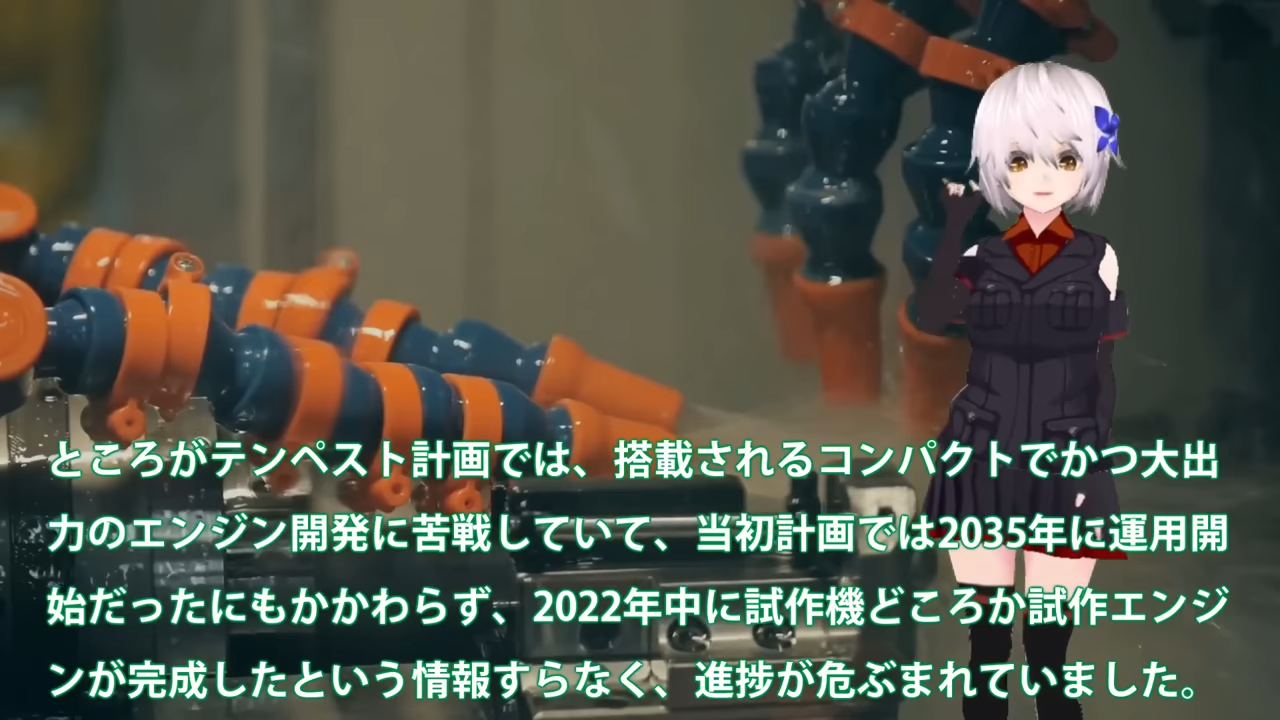 ところがテンペスト計画では、搭載されるコンパクトでかつ大出
力のエンジン開発に苦戦していて、当初計画では2035年に運用開
始だったにもかかわらず、2022年中に試作機どころか試作エンジ
ンが完成したという情報すらなく、進捗が危ぶまれていました。